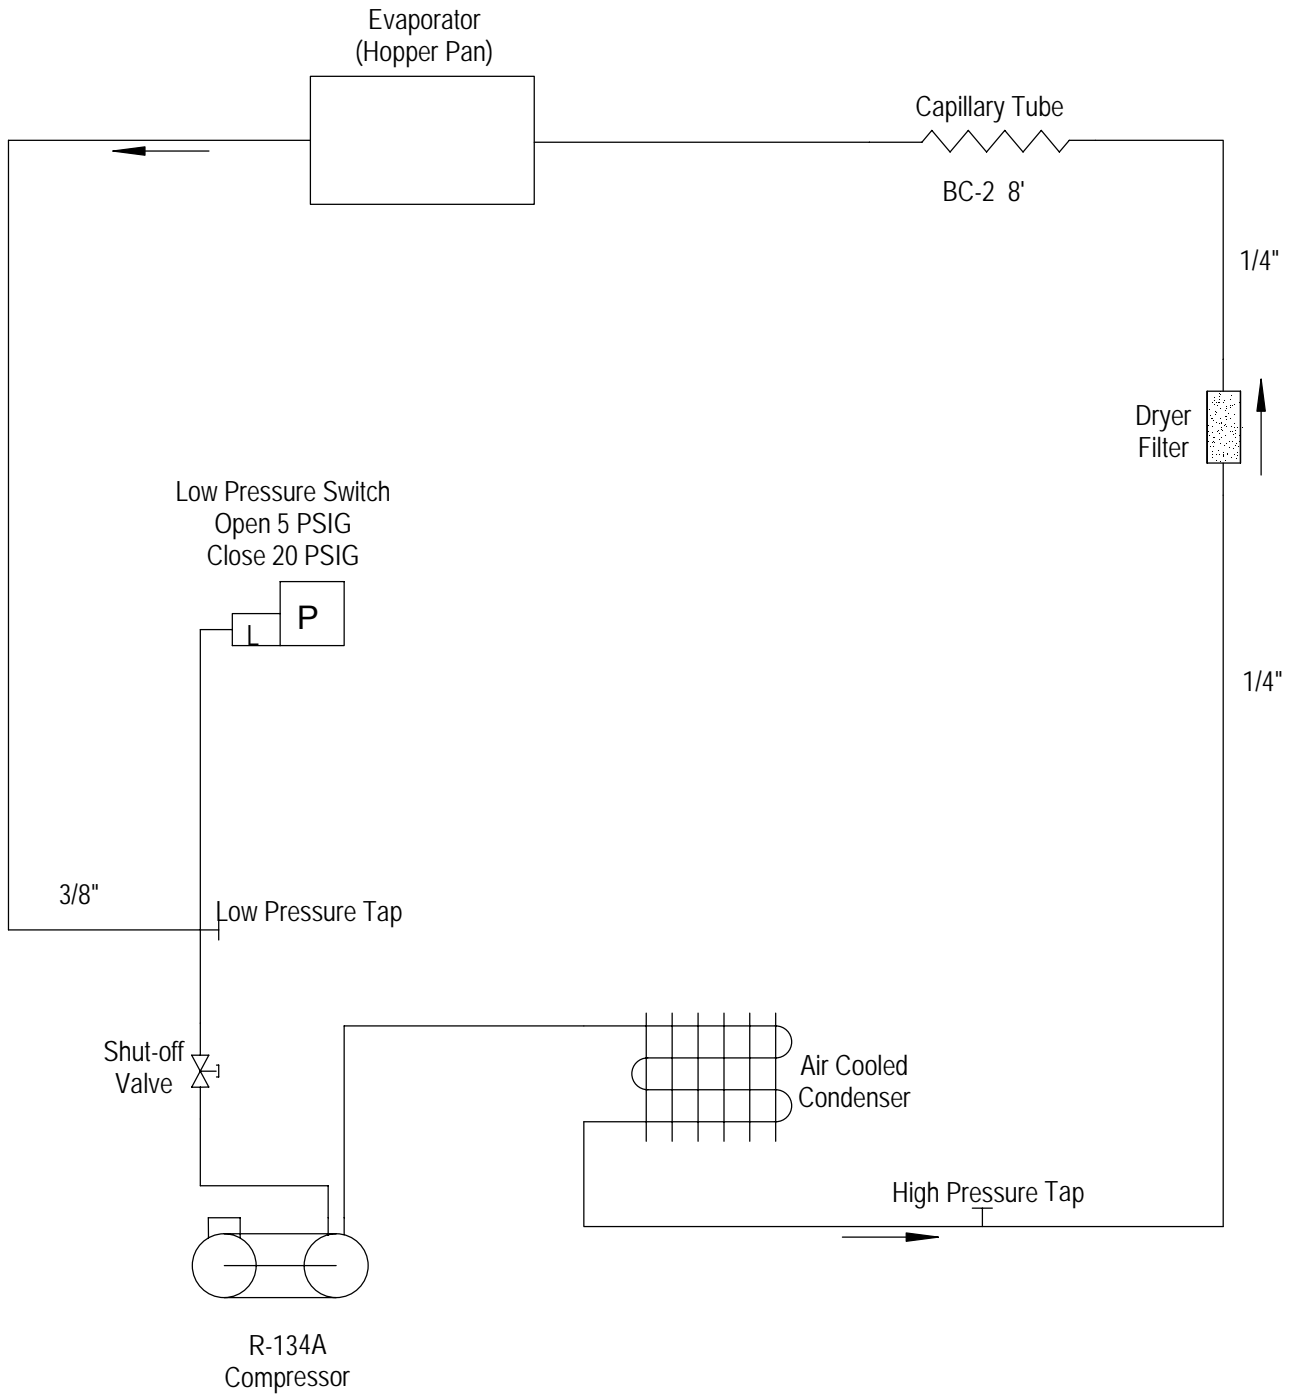 Evaporator
(Hopper Pan)
Capillary Tube
BC-2 8'
1/4"
Dryer
Filter
Low Pressure Switch
Open 5 PSIG
Close 20 PSIG
P
L
1/4"
3/8"
Low Pressure Tap
Shut-off
Valve
Air Cooled
Condenser
High Pressure Tap
R-134A
Compressor